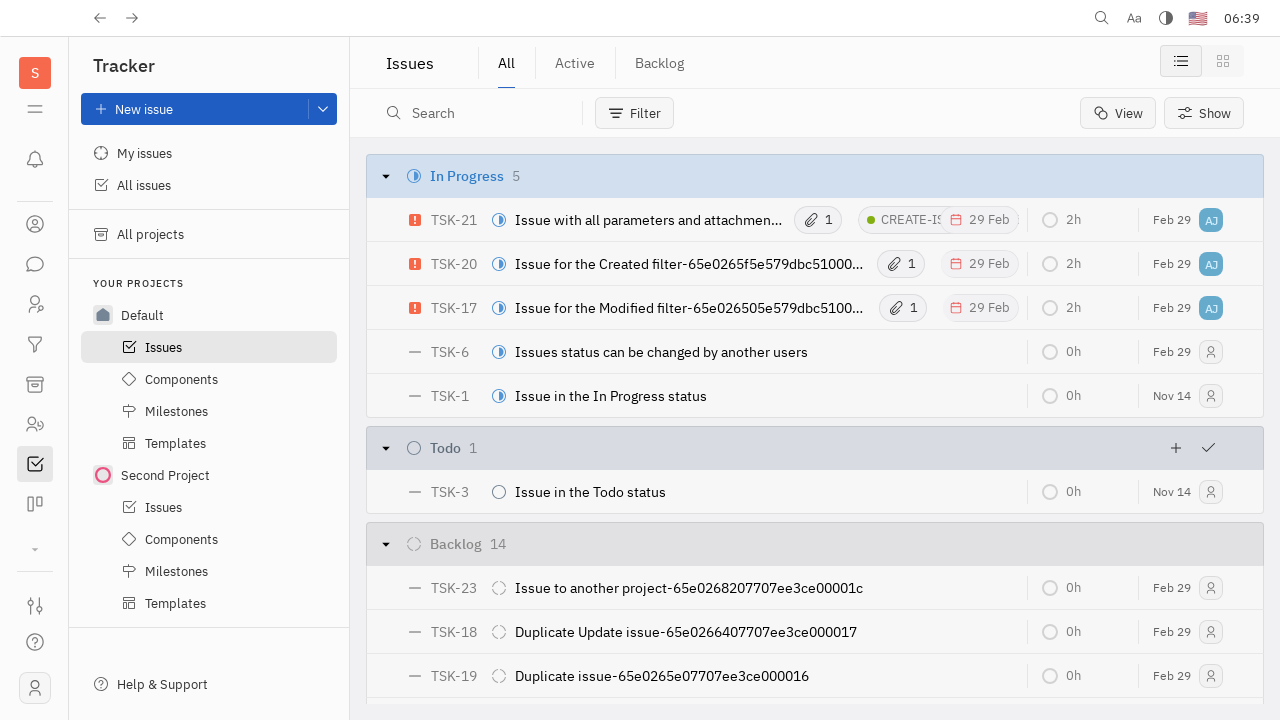 Aa
06:39
S
Tracker
New issue
My issues
All issues
All projects
YOUR PROJECTS
Default
Issues
Components
Milestones
Templates
Second Project
Issues
Components
Milestones
Templates
Help & Support
Issues
All
Active
Backlog
Search
Filter
View
Show
In Progress 5
TSK-21 Issue with all parameters and attachmen... 1 CREATE-IS 29 Feb 2h Feb 29 AJ
TSK-20 Issue for the Created filter-65e0265f5e579dbc51000... 1 29 Feb 2h Feb 29 AJ
TSK-17 Issue for the Modified filter-65e026505e579dbc5100... 1 29 Feb 2h Feb 29 AJ
TSK-6 Issues status can be changed by another users 0h Feb 29
TSK-1 Issue in the In Progress status 0h Nov 14
Todo 1
TSK-3 Issue in the Todo status 0h Nov 14
Backlog 14
TSK-23 Issue to another project-65e0268207707ee3ce00001c 0h Feb 29
TSK-18 Duplicate Update issue-65e0266407707ee3ce000017 0h Feb 29
TSK-19 Duplicate issue-65e0265e07707ee3ce000016 0h Feb 29